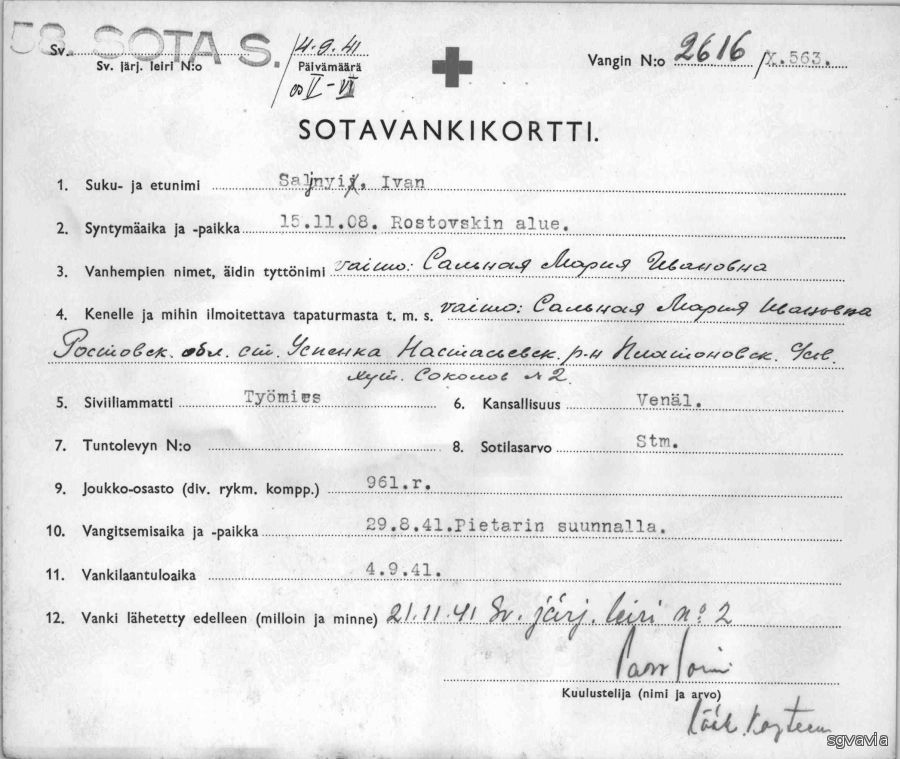 58. SOTA S.
Sv.
Sv. järj. leiri N:o
4.9.41
Päivämäärä
Vangin N:o 2616 /X.563.
SOTAVANKIKORTTI.
1. Suku- ja etunimi Saljnyi, Ivan
2. Syntymäaika ja -paikka 15.11.08. Rostovskin alue.
3. Vanhempien nimet, äidin tyttönimi vaimo: Сальная Мария Ивановна
4. Kenelle ja mihin ilmoitettava tapaturmasta t. m. s. vaimo: Сальная Мария Ивановна
Ростовск. обл. ст. Успенка Настасьевск. р-н Платоновск.
хут. Соколов № 2.
5. Siviiliammatti Työmies 6. Kansallisuus Venäl.
7. Tuntolevyn N:o 8. Sotilasarvo Stm.
9. Joukko-osasto (div. rykm. kompp.) 961.r.
10. Vangitsemisaika ja -paikka 29.8.41.Pietarin suunnalla.
11. Vankilaantuloaika 4.9.41.
12. Vanki lähetetty edelleen (milloin ja minne) 21.11.41 Sv. järj. leiri nº 2
Kuulustelija (nimi ja arvo)
sgvavia